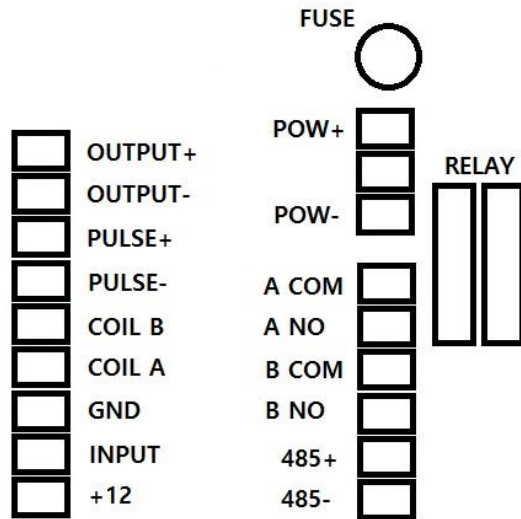 FUSE
POW+
POW-
RELAY
OUTPUT+
OUTPUT-
PULSE+
PULSE-
COIL B
COIL A
GND
INPUT
+12
A COM
A NO
B COM
B NO
485+
485-